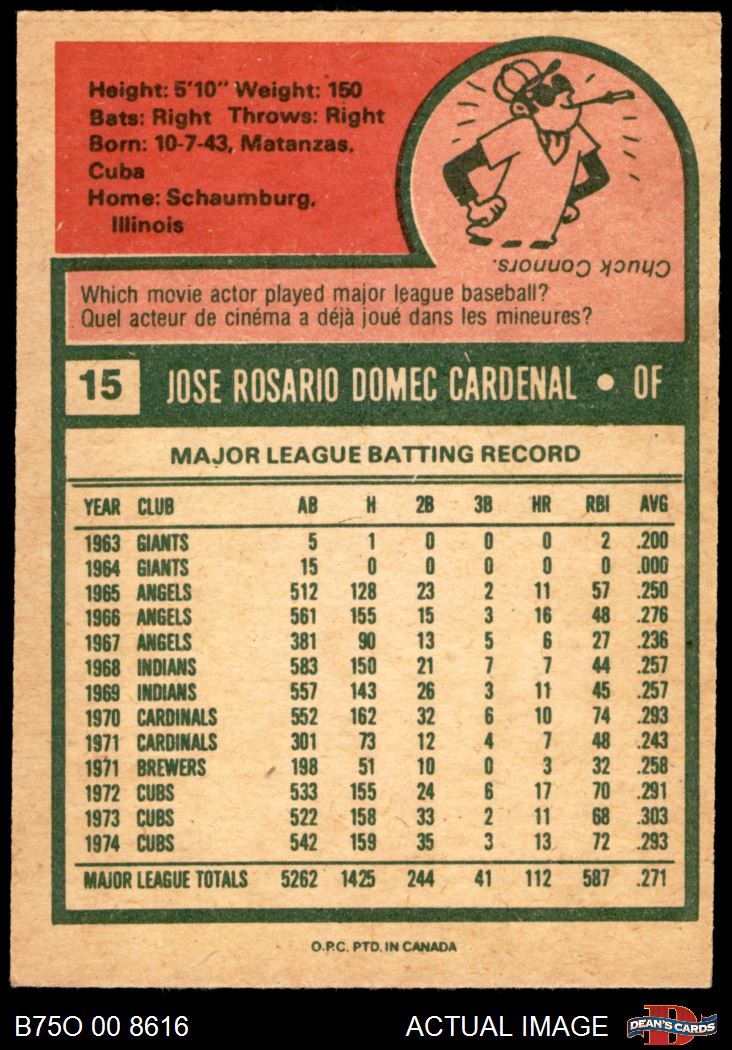 Height: 5'10" Weight: 150
Bats: Right Throws: Right
Born: 10-7-43, Matanzas,
Cuba
Home: Schaumburg,
Illinois
Chuck Connors.
Which movie actor played major league baseball?
Quel acteur de cinéma a déjà joué dans les mineures?
15 JOSE ROSARIO DOMEC CARDENAL • OF
MAJOR LEAGUE BATTING RECORD
YEAR CLUB AB H 2B 3B HR RBI AVG
1963 GIANTS 5 1 0 0 0 2 .200
1964 GIANTS 15 0 0 0 0 0 .000
1965 ANGELS 512 128 23 2 11 57 .250
1966 ANGELS 561 155 15 3 16 48 .276
1967 ANGELS 381 90 13 5 6 27 .236
1968 INDIANS 583 150 21 7 7 44 .257
1969 INDIANS 557 143 26 3 11 45 .257
1970 CARDINALS 552 162 32 6 10 74 .293
1971 CARDINALS 301 73 12 4 7 48 .243
1971 BREWERS 198 51 10 0 3 32 .258
1972 CUBS 533 155 24 6 17 70 .291
1973 CUBS 522 158 33 2 11 68 .303
1974 CUBS 542 159 35 3 13 72 .293
MAJOR LEAGUE TOTALS 5262 1425 244 41 112 587 .271
O.P.C. PTD. IN CANADA
B75O 00 8616 ACTUAL IMAGE D DEAN'S CARDS